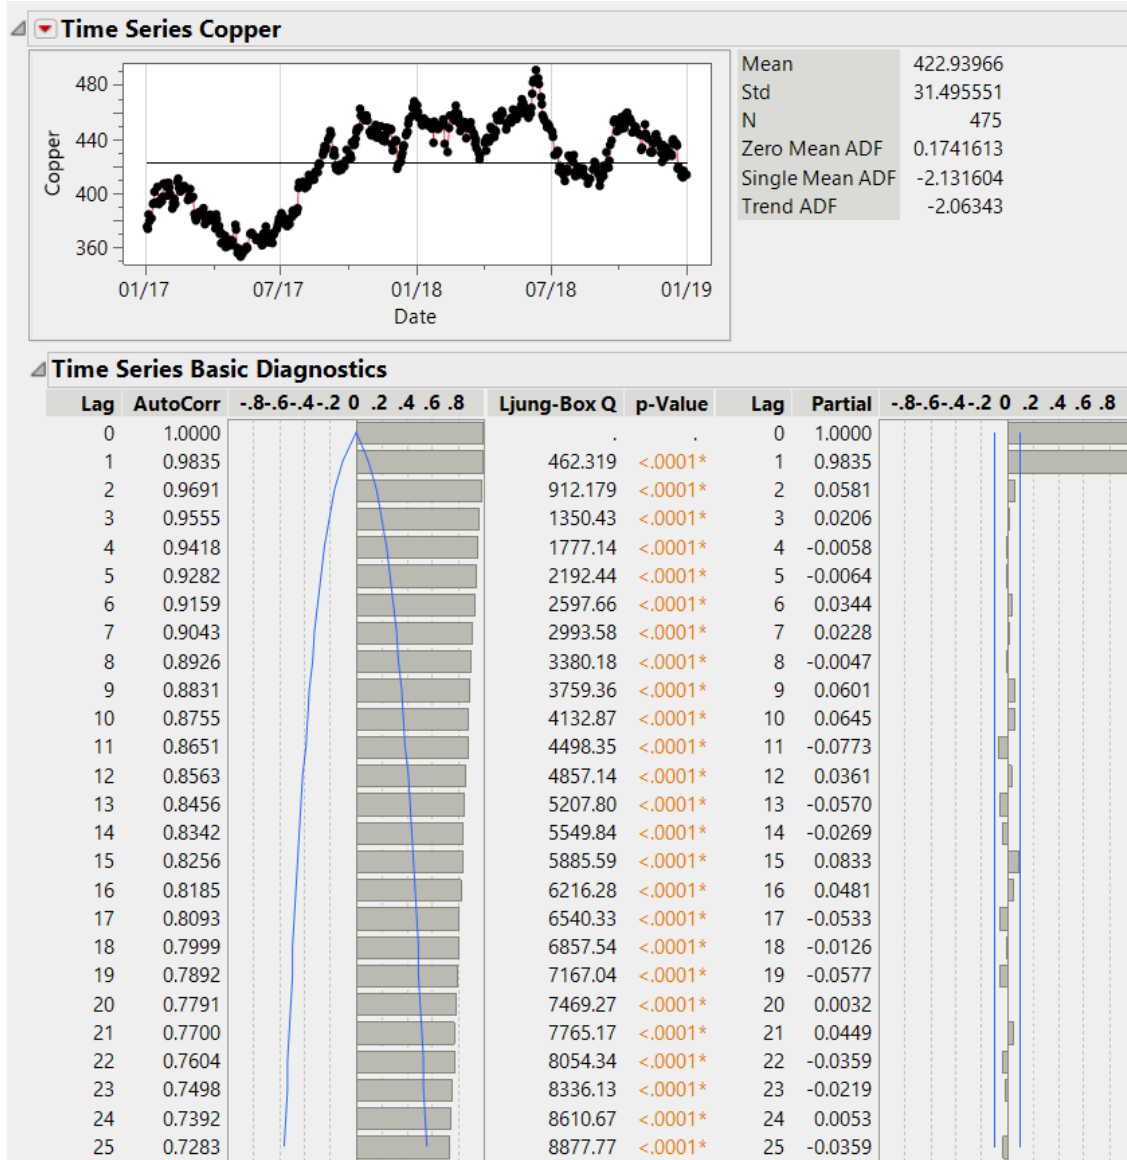 Time Series Copper
480
440
400
360
Copper
01/17 07/17 01/18 07/18 01/19
Date
Mean 422.93966
Std 31.495551
N 475
Zero Mean ADF 0.1741613
Single Mean ADF -2.131604
Trend ADF -2.06343
Time Series Basic Diagnostics
Lag AutoCorr -.8-.6-.4-.2 0 .2 .4 .6 .8 Ljung-Box Q p-Value Lag Partial -.8-.6-.4-.2 0 .2 .4 .6 .8
0 1.0000 . . 0 1.0000
1 0.9835 462.319 <.0001* 1 0.9835
2 0.9691 912.179 <.0001* 2 0.0581
3 0.9555 1350.43 <.0001* 3 0.0206
4 0.9418 1777.14 <.0001* 4 -0.0058
5 0.9282 2192.44 <.0001* 5 -0.0064
6 0.9159 2597.66 <.0001* 6 0.0344
7 0.9043 2993.58 <.0001* 7 0.0228
8 0.8926 3380.18 <.0001* 8 -0.0047
9 0.8831 3759.36 <.0001* 9 0.0601
10 0.8755 4132.87 <.0001* 10 0.0645
11 0.8651 4498.35 <.0001* 11 -0.0773
12 0.8563 4857.14 <.0001* 12 0.0361
13 0.8456 5207.80 <.0001* 13 -0.0570
14 0.8342 5549.84 <.0001* 14 -0.0269
15 0.8256 5885.59 <.0001* 15 0.0833
16 0.8185 6216.28 <.0001* 16 0.0481
17 0.8093 6540.33 <.0001* 17 -0.0533
18 0.7999 6857.54 <.0001* 18 -0.0126
19 0.7892 7167.04 <.0001* 19 -0.0577
20 0.7791 7469.27 <.0001* 20 0.0032
21 0.7700 7765.17 <.0001* 21 0.0449
22 0.7604 8054.34 <.0001* 22 -0.0359
23 0.7498 8336.13 <.0001* 23 -0.0219
24 0.7392 8610.67 <.0001* 24 0.0053
25 0.7283 8877.77 <.0001* 25 -0.0359